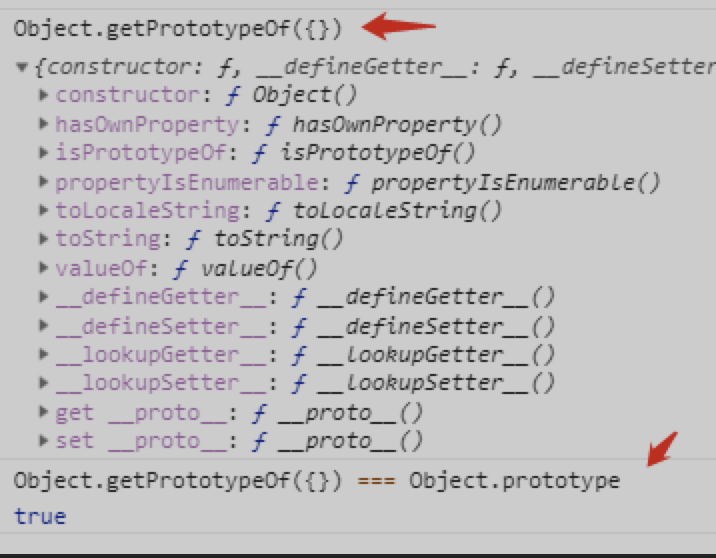 Object.getPrototypeOf({})
▼{constructor: ƒ, __defineGetter__: ƒ, __defineSetter
▶constructor: ƒ Object()
▶hasOwnProperty: ƒ hasOwnProperty()
▶isPrototypeOf: ƒ isPrototypeOf()
▶propertyIsEnumerable: ƒ propertyIsEnumerable()
▶toLocaleString: ƒ toLocaleString()
▶toString: ƒ toString()
▶valueOf: ƒ valueOf()
▶__defineGetter__: ƒ __defineGetter__()
▶__defineSetter__: ƒ __defineSetter__()
▶__lookupGetter__: ƒ __lookupGetter__()
▶__lookupSetter__: ƒ __lookupSetter__()
▶get __proto__: ƒ __proto__()
▶set __proto__: ƒ __proto__()
Object.getPrototypeOf({}) === Object.prototype
true